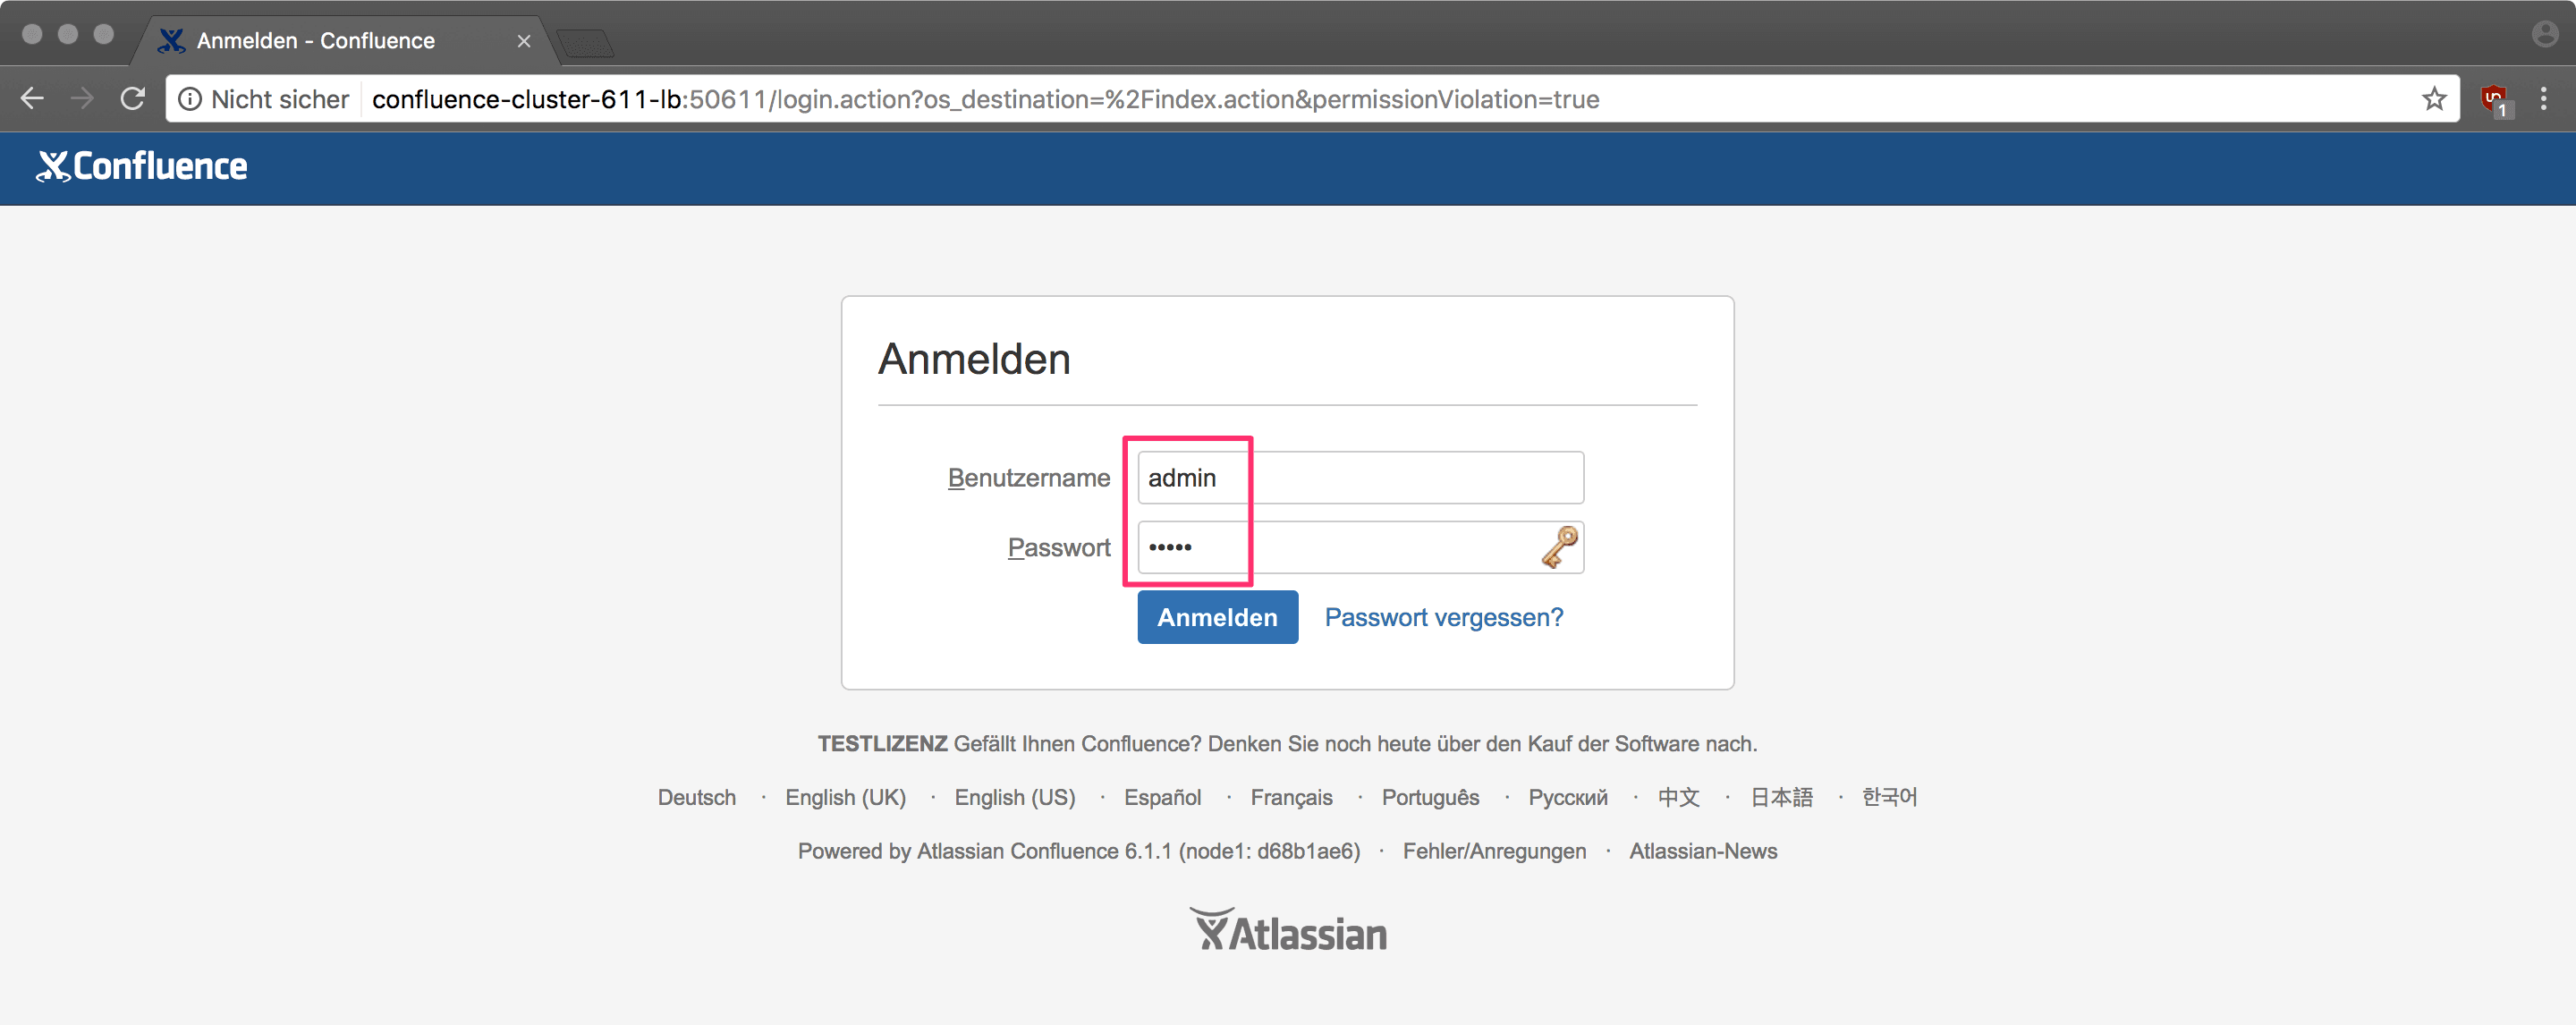 Anmelden - Confluence
Nicht sicher confluence-cluster-611-lb:50611/login.action?os_destination=%2Findex.action&permissionViolation=true
1
Confluence
Anmelden
Benutzername admin
Passwort •••••
Anmelden Passwort vergessen?
TESTLIZENZ Gefällt Ihnen Confluence? Denken Sie noch heute über den Kauf der Software nach.
Deutsch · English (UK) · English (US) · Español · Français · Português · Русский · 中文 · 日本語 · 한국어
Powered by Atlassian Confluence 6.1.1 (node1: d68b1ae6) · Fehler/Anregungen · Atlassian-News
Atlassian